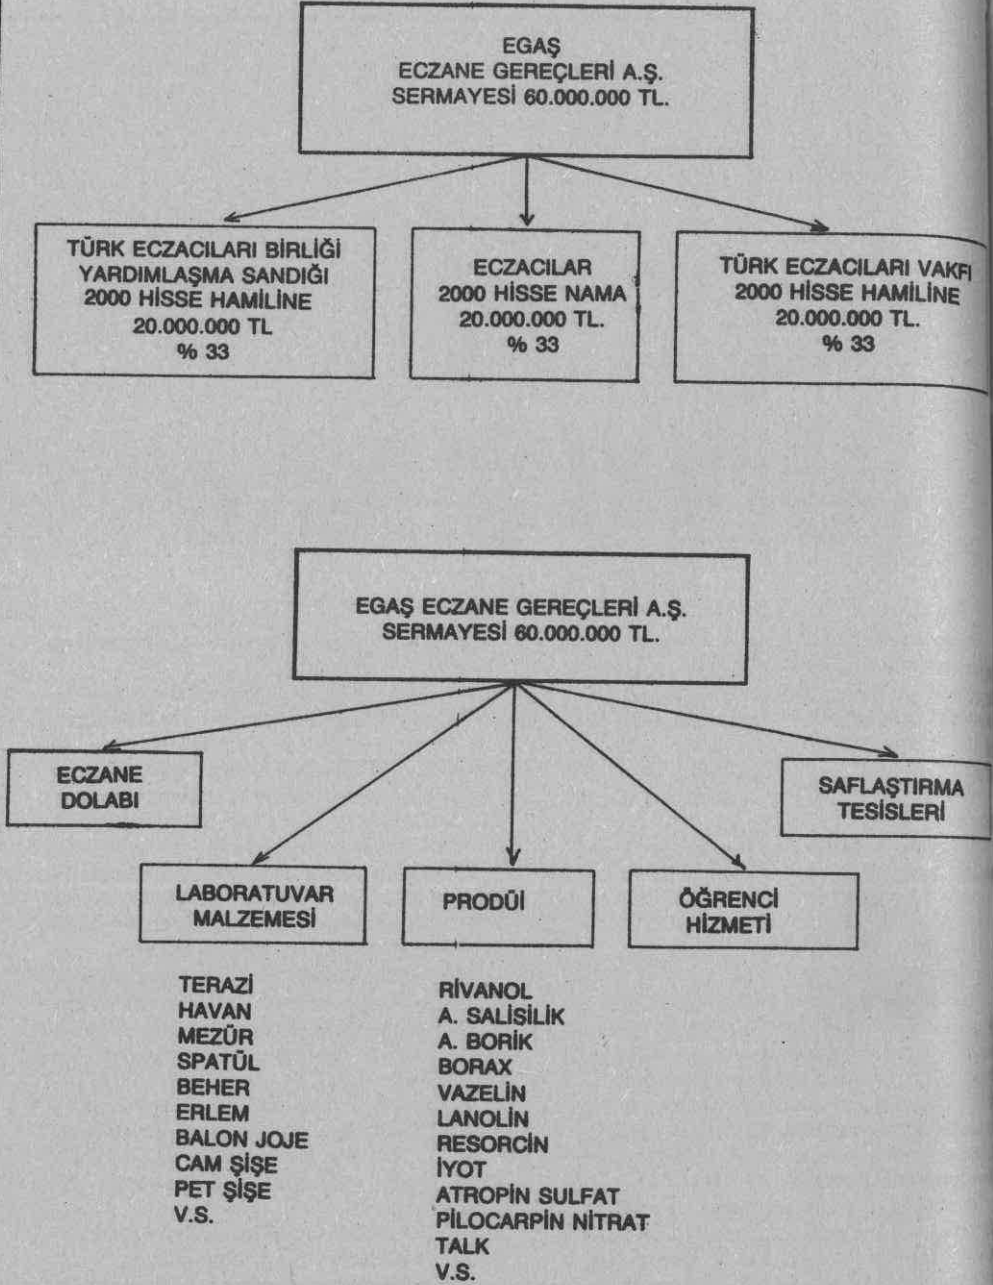 EGAŞ
ECZANE GEREÇLERİ A.Ş.
SERMAYESİ 60.000.000 TL.
TÜRK ECZACILARI BİRLİĞİ
YARDIMLAŞMA SANDIĞI
2000 HİSSE HAMİLİNE
20.000.000 TL
% 33
ECZACILAR
2000 HİSSE NAMA
20.000.000 TL.
% 33
TÜRK ECZACILARI VAKFI
2000 HİSSE HAMİLİNE
20.000.000 TL.
% 33
EGAŞ ECZANE GEREÇLERİ A.Ş.
SERMAYESİ 60.000.000 TL.
ECZANE
DOLABI
SAFLAŞTIRMA
TESİSLERİ
LABORATUVAR
MALZEMESİ
PRODÜİ
ÖĞRENCİ
HİZMETİ
TERAZİ
HAVAN
MEZÜR
SPATÜL
BEHER
ERLEM
BALON JOJE
CAM ŞİŞE
PET ŞİŞE
V.S.
RİVANOL
A. SALİSİLİK
A. BORİK
BORAX
VAZELİN
LANOLİN
RESORCİN
İYOT
ATROPİN SULFAT
PİLOCARPİN NİTRAT
TALK
V.S.